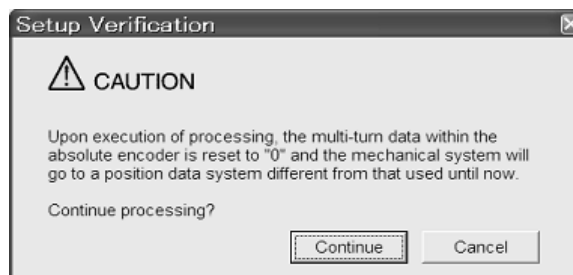 Setup Verification
CAUTION
Upon execution of processing, the multi-turn data within the
absolute encoder is reset to "0" and the mechanical system will
go to a position data system different from that used until now.
Continue processing?
Continue
Cancel